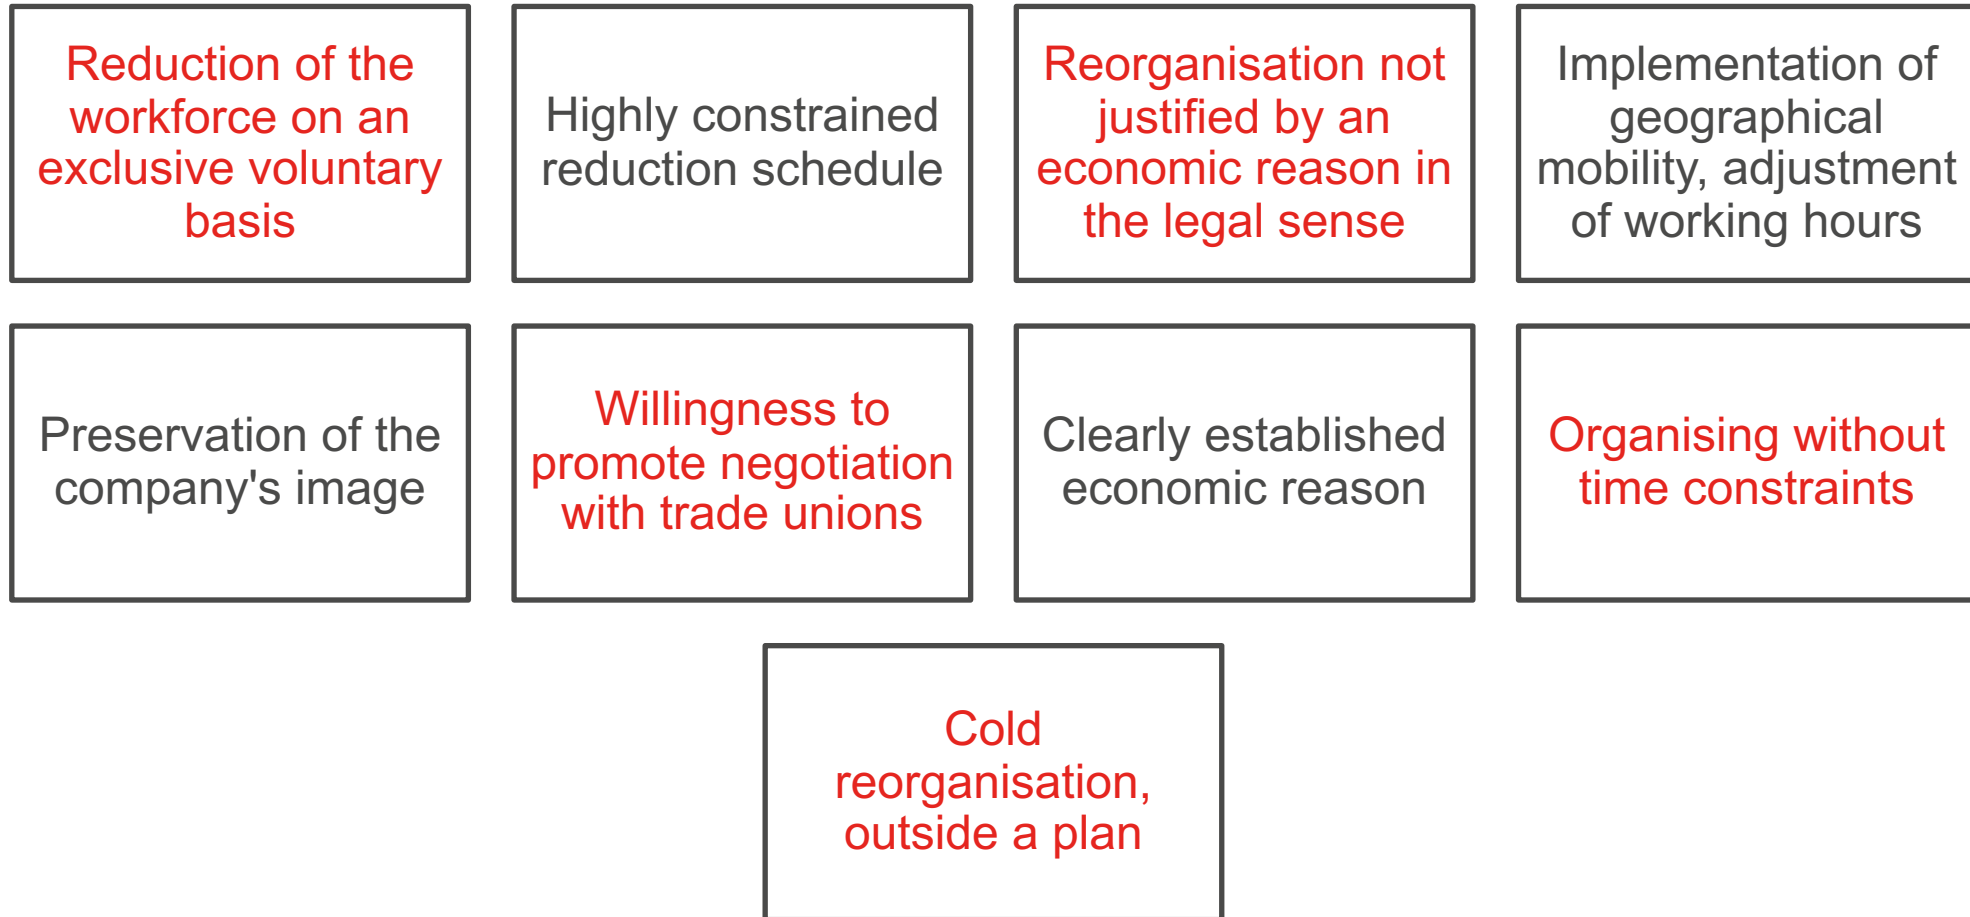 Reduction of the
workforce on an
exclusive voluntary
basis
Highly constrained
reduction schedule
Reorganisation not
justified by an
economic reason in
the legal sense
Implementation of
geographical
mobility, adjustment
of working hours
Preservation of the
company's image
Willingness to
promote negotiation
with trade unions
Clearly established
economic reason
Organising without
time constraints
Cold
reorganisation,
outside a plan